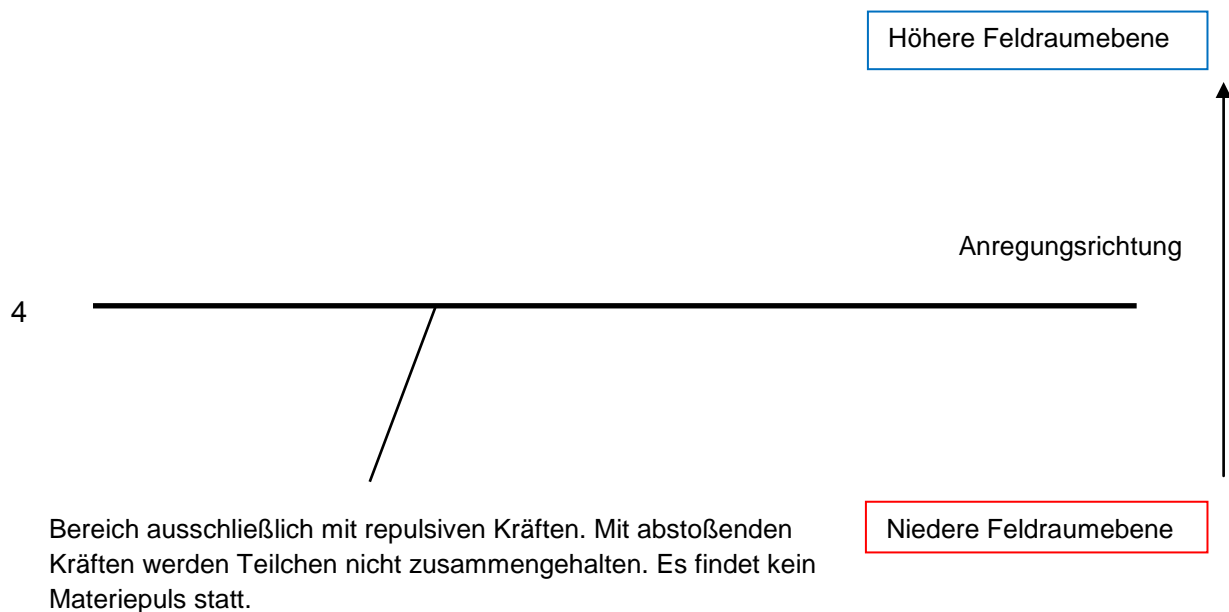 Höhere Feldraumebene
Anregungsrichtung
4
Bereich ausschließlich mit repulsiven Kräften. Mit abstoßenden
Kräften werden Teilchen nicht zusammengehalten. Es findet kein
Materiepuls statt.
Niedere Feldraumebene